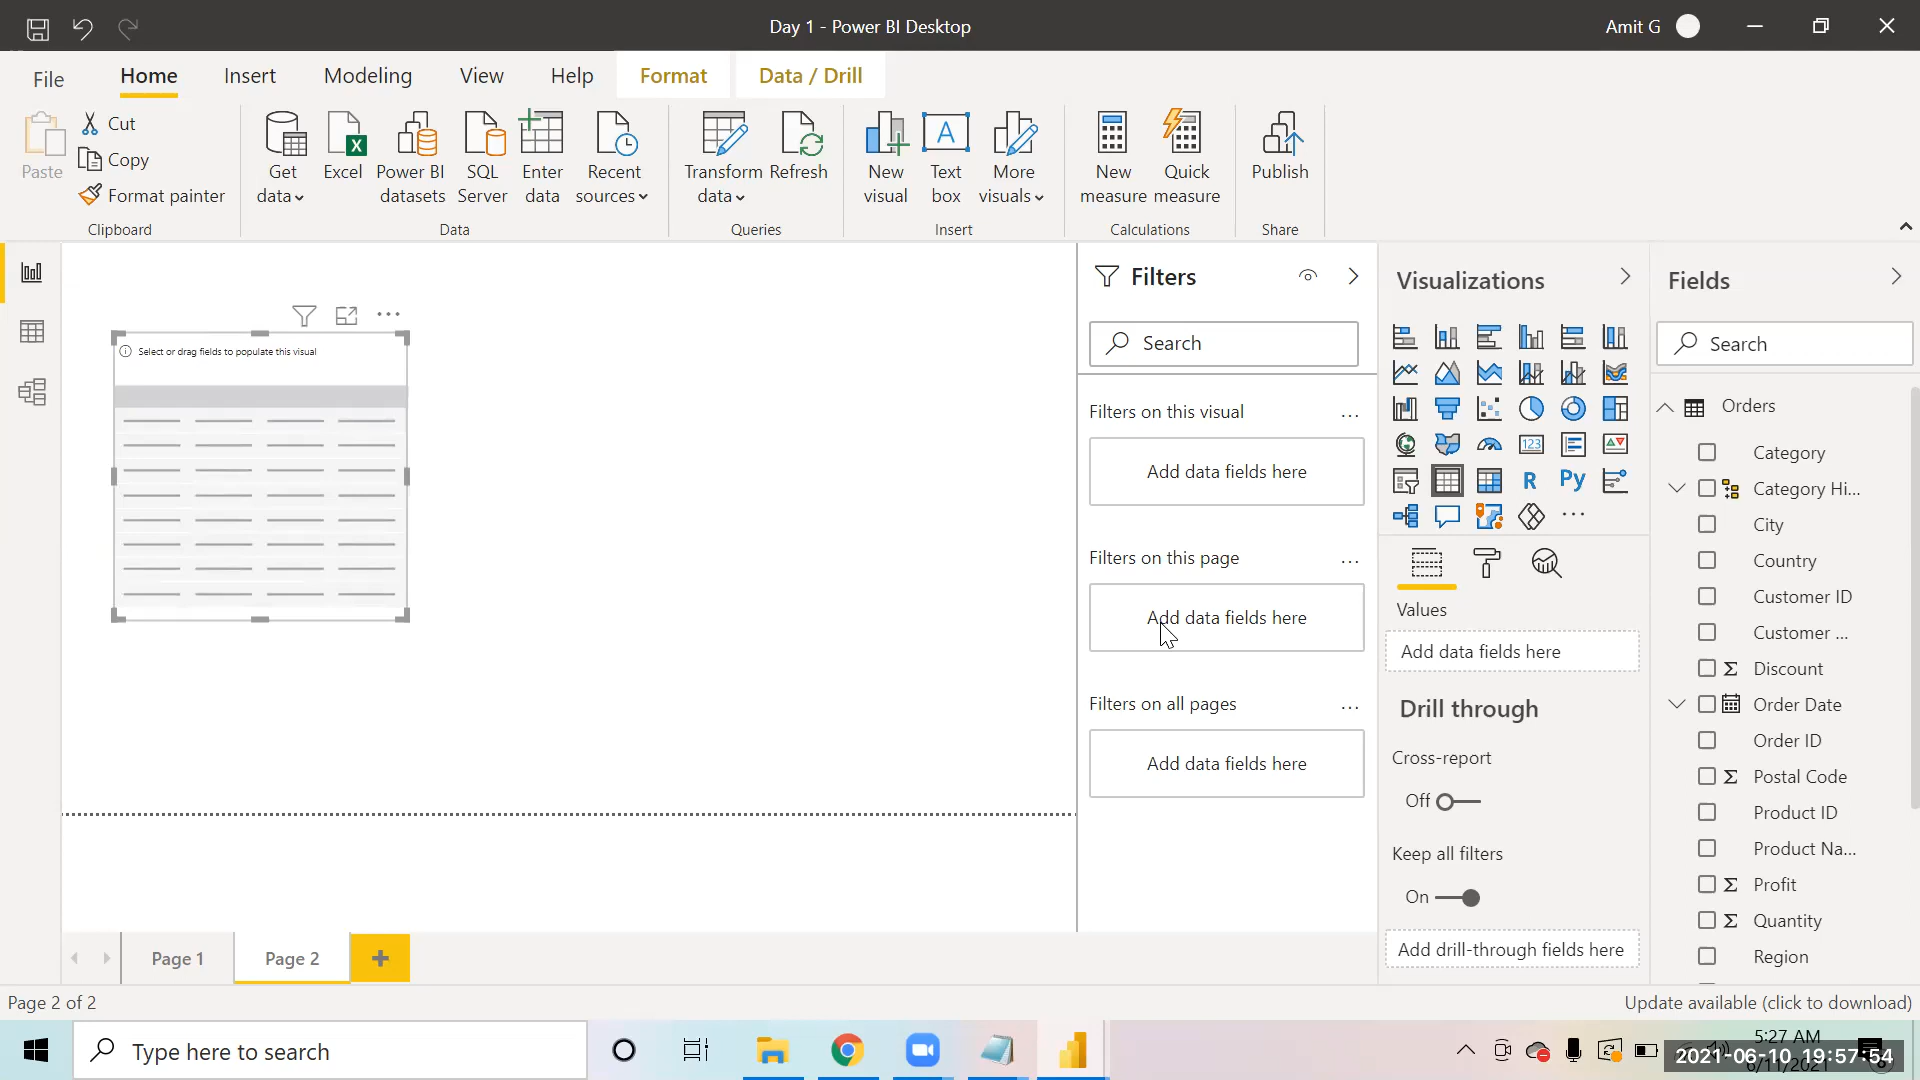 Day 1 - Power BI Desktop
Amit G
File
Home
Insert
Modeling
View
Help
Format
Data / Drill
Paste
Cut
Copy
Format painter
Clipboard
Get data
Excel
Power BI datasets
SQL Server
Enter data
Recent sources
Data
Transform data
Refresh
Queries
New visual
A
Text box
More visuals
Insert
New measure
Quick measure
Calculations
Publish
Share
Select or drag fields to populate this visual
Filters
Search
Filters on this visual
...
Add data fields here
Filters on this page
...
Add data fields here
Filters on all pages
...
Add data fields here
Visualizations
123
R
Py
Values
Add data fields here
Drill through
Cross-report
Off
Keep all filters
On
Add drill-through fields here
Fields
Search
Orders
Category
Category Hi...
City
Country
Customer ID
Customer ...
Σ Discount
Order Date
Order ID
Σ Postal Code
Product ID
Product Na...
Σ Profit
Σ Quantity
Region
Page 1
Page 2
Page 2 of 2
Update available (click to download)
Type here to search
5:27 AM
2021-06-10 19:57:54